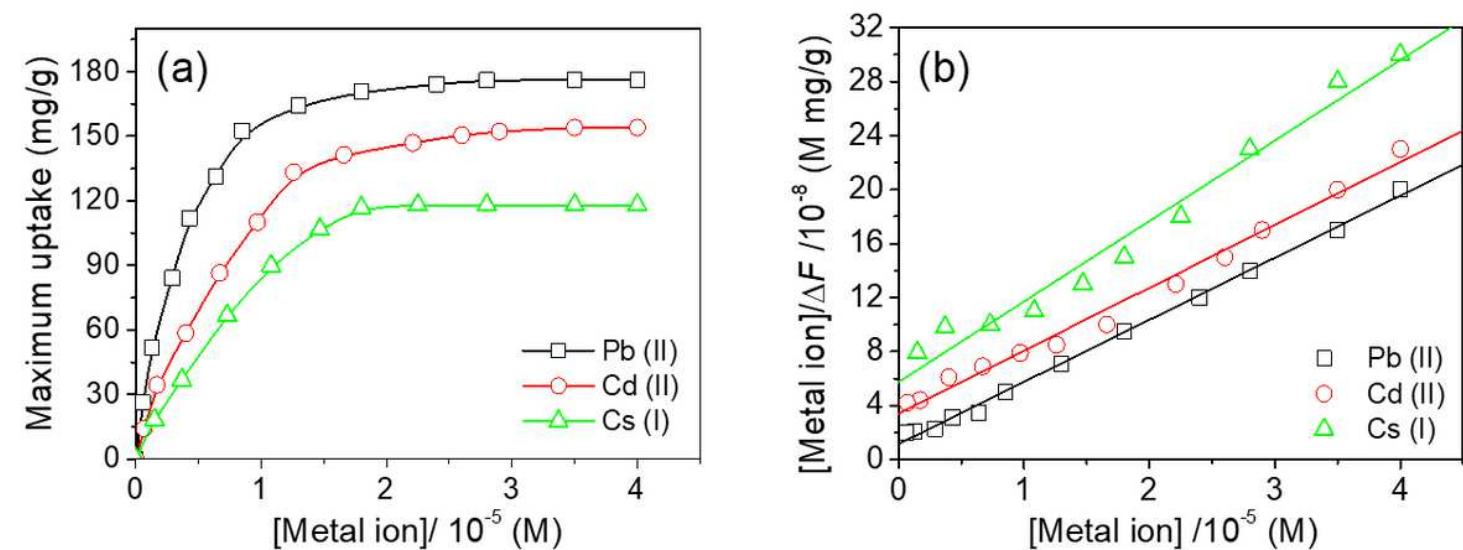 (a)
Maximum uptake (mg/g)
180
150
120
90
60
30
0
0 1 2 3 4
[Metal ion]/ 10⁻⁵ (M)
Pb (II)
Cd (II)
Cs (I)
(b)
[Metal ion]/ΔF /10⁻⁸ (M mg/g)
32
28
24
20
16
12
8
4
0
0 1 2 3 4
[Metal ion] /10⁻⁵ (M)
Pb (II)
Cd (II)
Cs (I)